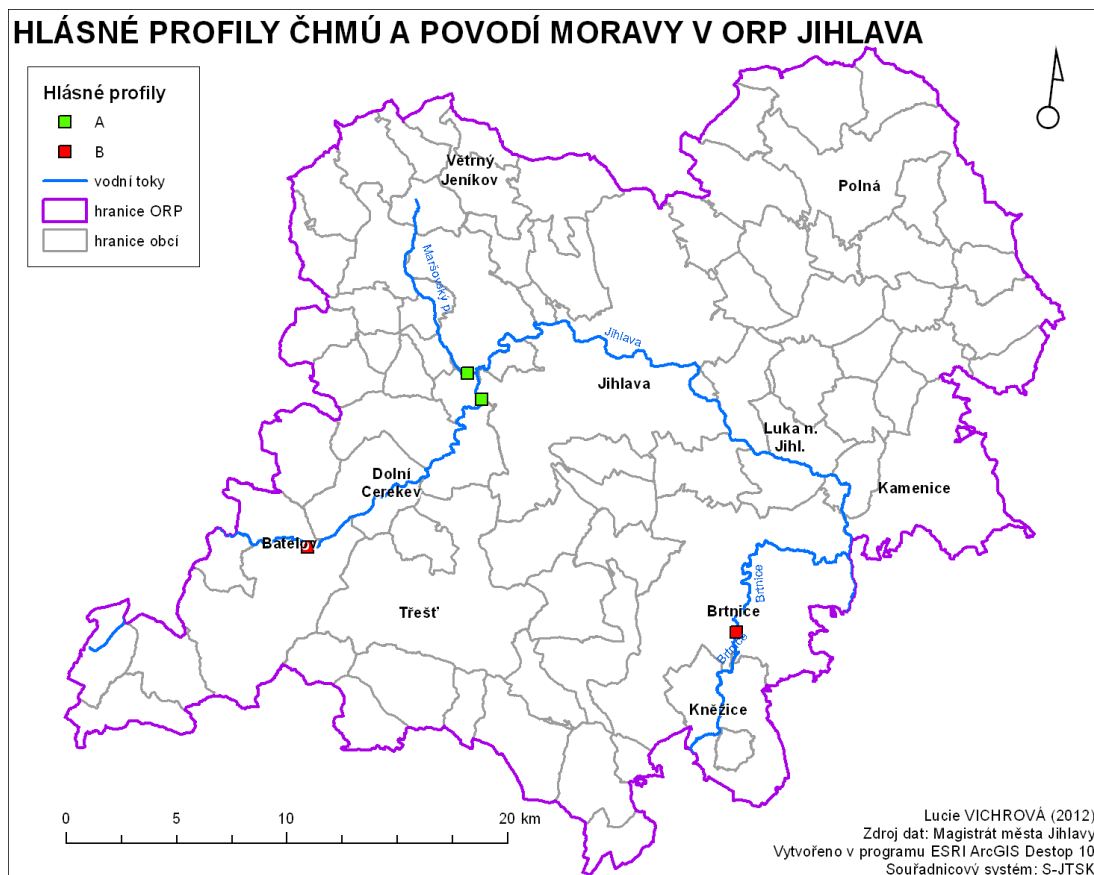 HLÁSNÉ PROFILY ČHMÚ A POVODÍ MORAVY V ORP JIHLAVA
Hlásné profily
A
B
vodní toky
hranice ORP
hranice obcí
Větrný
Jeníkov
Polná
Maršovský p.
Jihlava
Jihlava
Luka n.
Jihl.
Dolní
Cerekev
Kamenice
Batelov
Brtnice
Třešť
Brtnice
Brtnice
Kněžice
0 5 10 20 km
Lucie VICHROVÁ (2012)
Zdroj dat: Magistrát města Jihlavy
Vytvořeno v programu ESRI ArcGIS Destop 10
Souřadnicový systém: S-JTSK